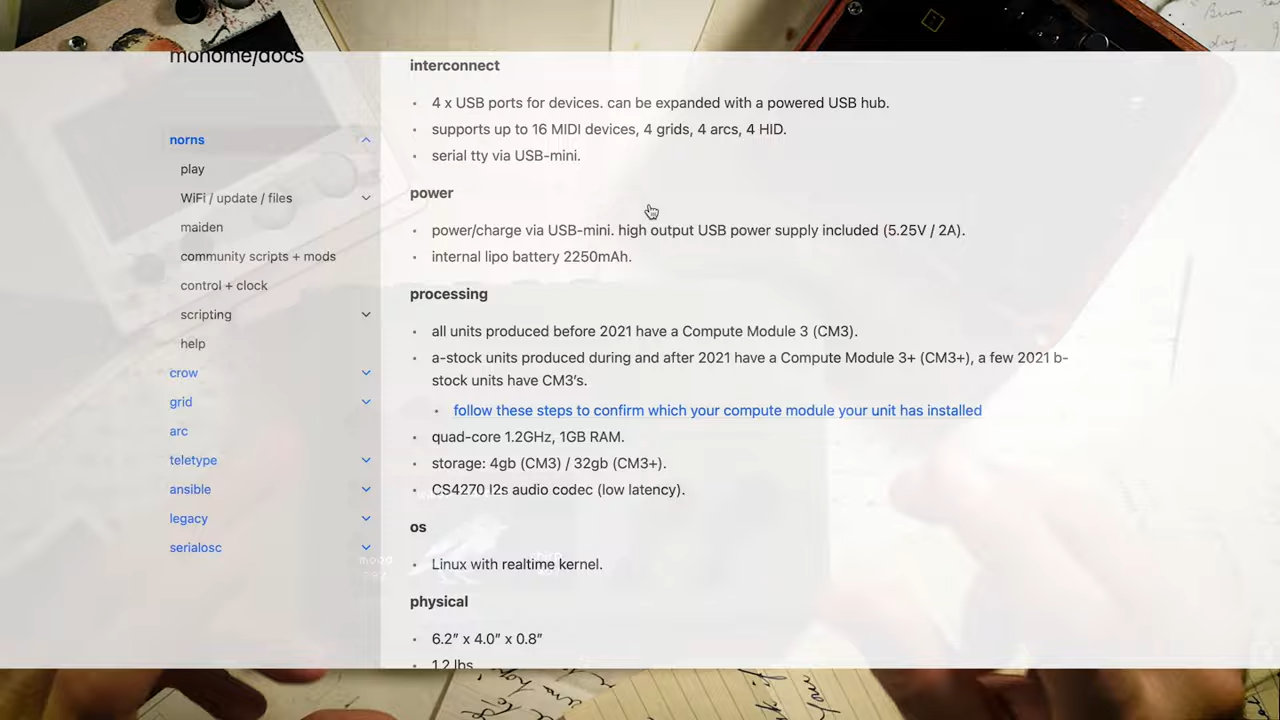 monome/docs
norns
play
WiFi / update / files
maiden
community scripts + mods
control + clock
scripting
help
crow
grid
arc
teletype
ansible
legacy
serialosc
interconnect
4 x USB ports for devices. can be expanded with a powered USB hub.
supports up to 16 MIDI devices, 4 grids, 4 arcs, 4 HID.
serial tty via USB-mini.
power
power/charge via USB-mini. high output USB power supply included (5.25V / 2A).
internal lipo battery 2250mAh.
processing
all units produced before 2021 have a Compute Module 3 (CM3).
a-stock units produced during and after 2021 have a Compute Module 3+ (CM3+), a few 2021 b-
stock units have CM3's.
follow these steps to confirm which your compute module your unit has installed
quad-core 1.2GHz, 1GB RAM.
storage: 4gb (CM3) / 32gb (CM3+).
CS4270 I2s audio codec (low latency).
os
Linux with realtime kernel.
physical
6.2” x 4.0” x 0.8”
1.2 lbs
mood